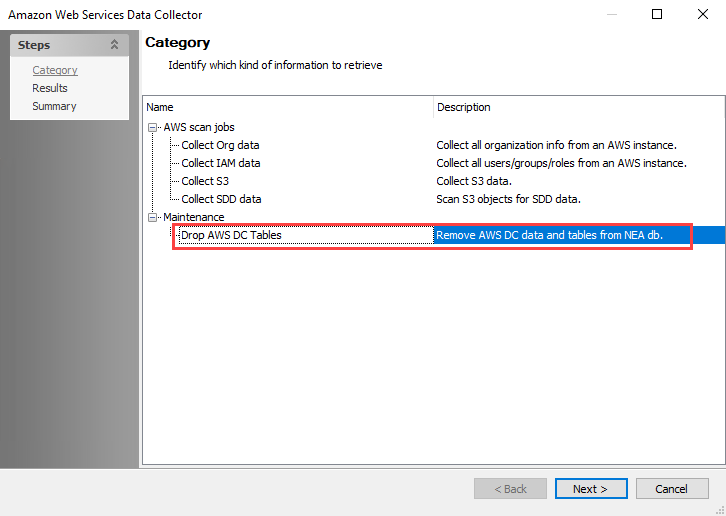 Amazon Web Services Data Collector
Steps
Category
Results
Summary
Category
Identify which kind of information to retrieve
Name Description
AWS scan jobs
Collect Org data Collect all organization info from an AWS instance.
Collect IAM data Collect all users/groups/roles from an AWS instance.
Collect S3 Collect S3 data.
Collect SDD data Scan S3 objects for SDD data.
Maintenance
Drop AWS DC Tables Remove AWS DC data and tables from NEA db.
< Back Next > Cancel